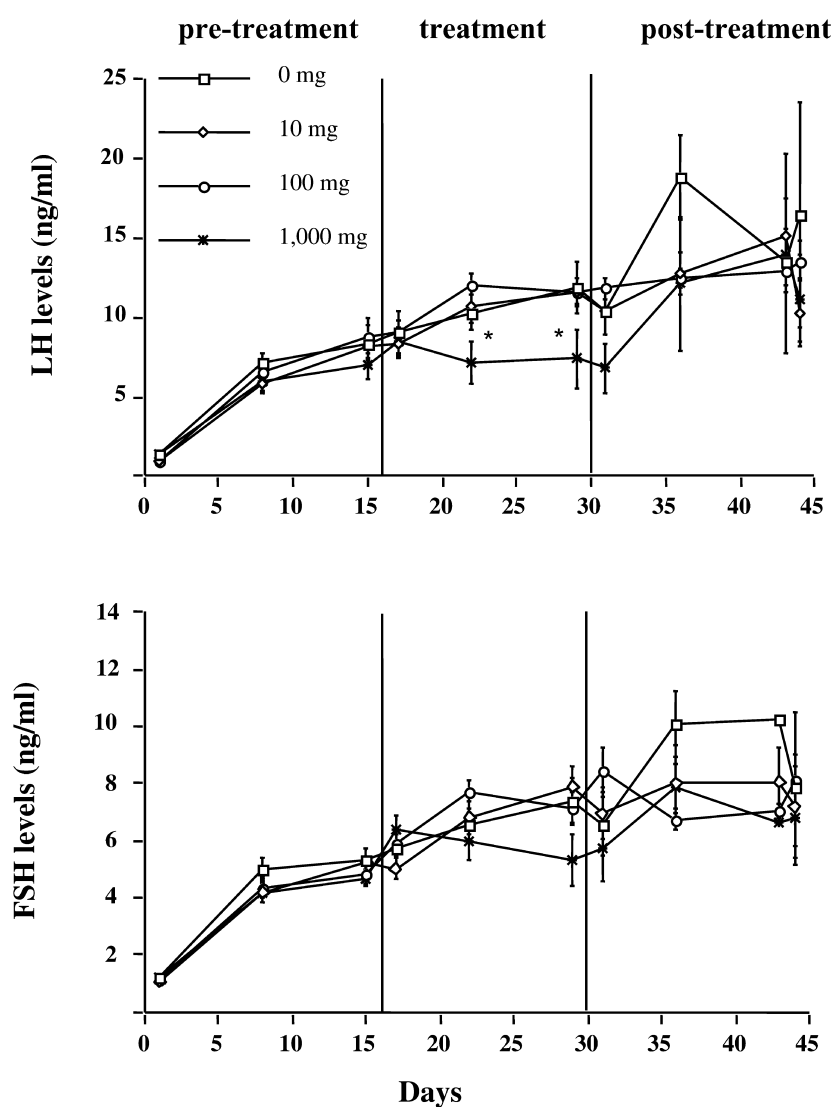 pre-treatment treatment post-treatment
LH levels (ng/ml)
25
20
15
10
5
0 mg
10 mg
100 mg
1,000 mg
* *
0 5 10 15 20 25 30 35 40 45
FSH levels (ng/ml)
14
12
10
8
6
4
2
0 5 10 15 20 25 30 35 40 45
Days